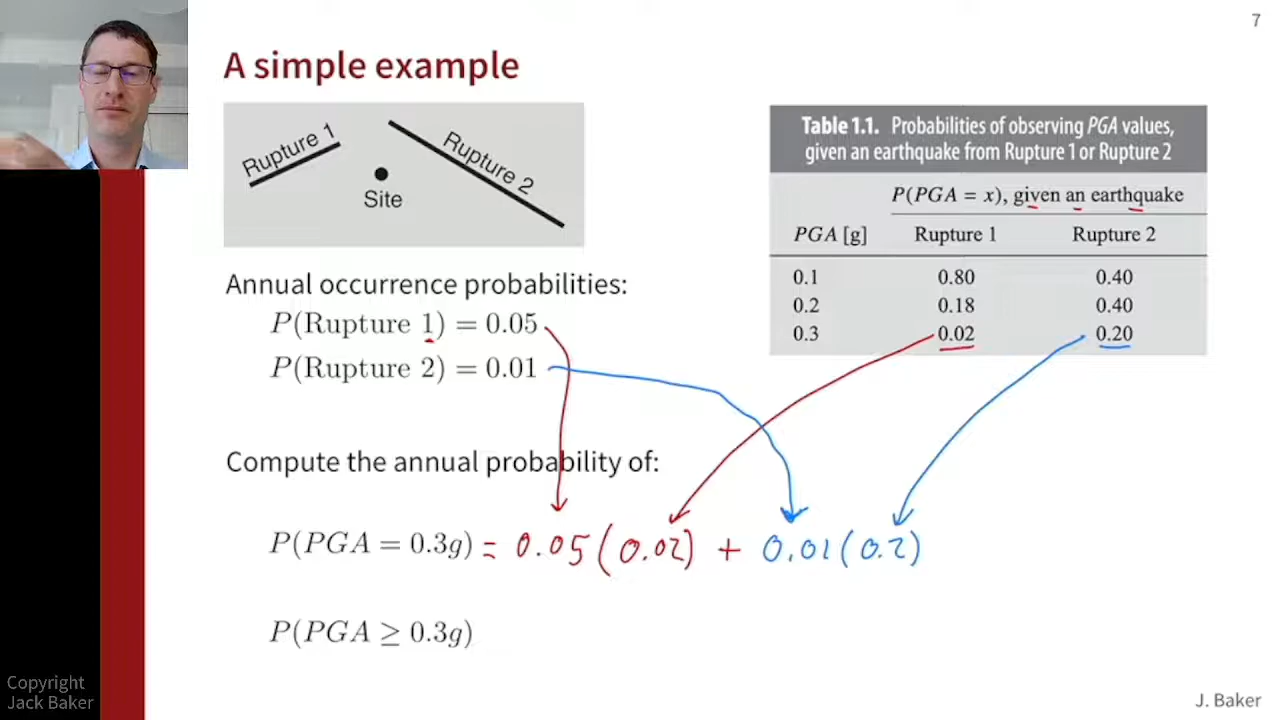 7
A simple example
Rupture 1
Rupture 2
Site
Table 1.1. Probabilities of observing PGA values,
given an earthquake from Rupture 1 or Rupture 2
P(PGA = x), given an earthquake
PGA [g] Rupture 1 Rupture 2
0.1 0.80 0.40
0.2 0.18 0.40
0.3 0.02 0.20
Annual occurrence probabilities:
P(Rupture 1) = 0.05
P(Rupture 2) = 0.01
Compute the annual probability of:
P(PGA = 0.3g) = 0.05(0.02) + 0.01(0.2)
P(PGA ≥ 0.3g)
Copyright
Jack Baker
J. Baker